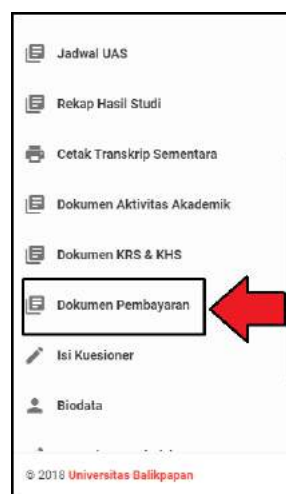 Jadwal UAS
Rekap Hasil Studi
Cetak Transkrip Sementara
Dokumen Aktivitas Akademik
Dokumen KRS & KHS
Dokumen Pembayaran
Isi Kuesioner
Biodata
© 2018 Universitas Balikpapan